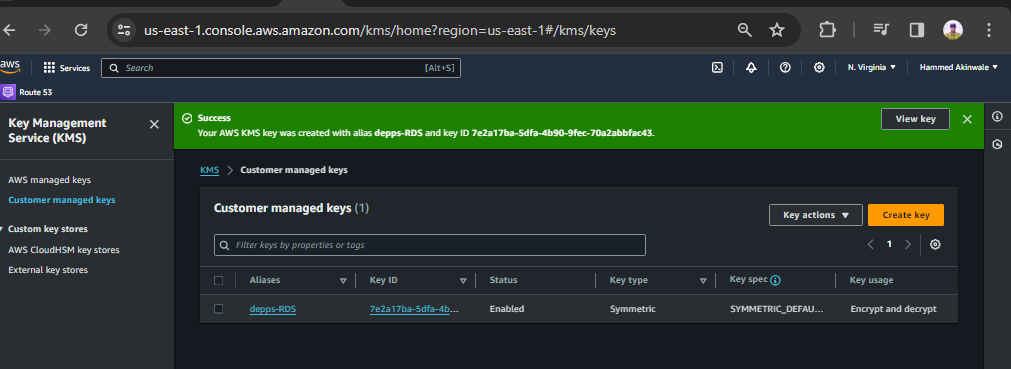 us-east-1.console.aws.amazon.com/kms/home?region=us-east-1#/kms/keys
aws Services Search [Alt+S] N. Virginia Hammed Akinwale
Route 53
Key Management Service (KMS)
AWS managed keys
Customer managed keys
Custom key stores
AWS CloudHSM key stores
External key stores
Success
Your AWS KMS key was created with alias depps-RDS and key ID 7e2a17ba-5dfa-4b90-9fec-70a2abbfac43.
View key
KMS > Customer managed keys
Customer managed keys (1)
Key actions
Create key
Filter keys by properties or tags
1
Aliases Key ID Status Key type Key spec Key usage
depps-RDS 7e2a17ba-5dfa-4b... Enabled Symmetric SYMMETRIC_DEFAU... Encrypt and decrypt